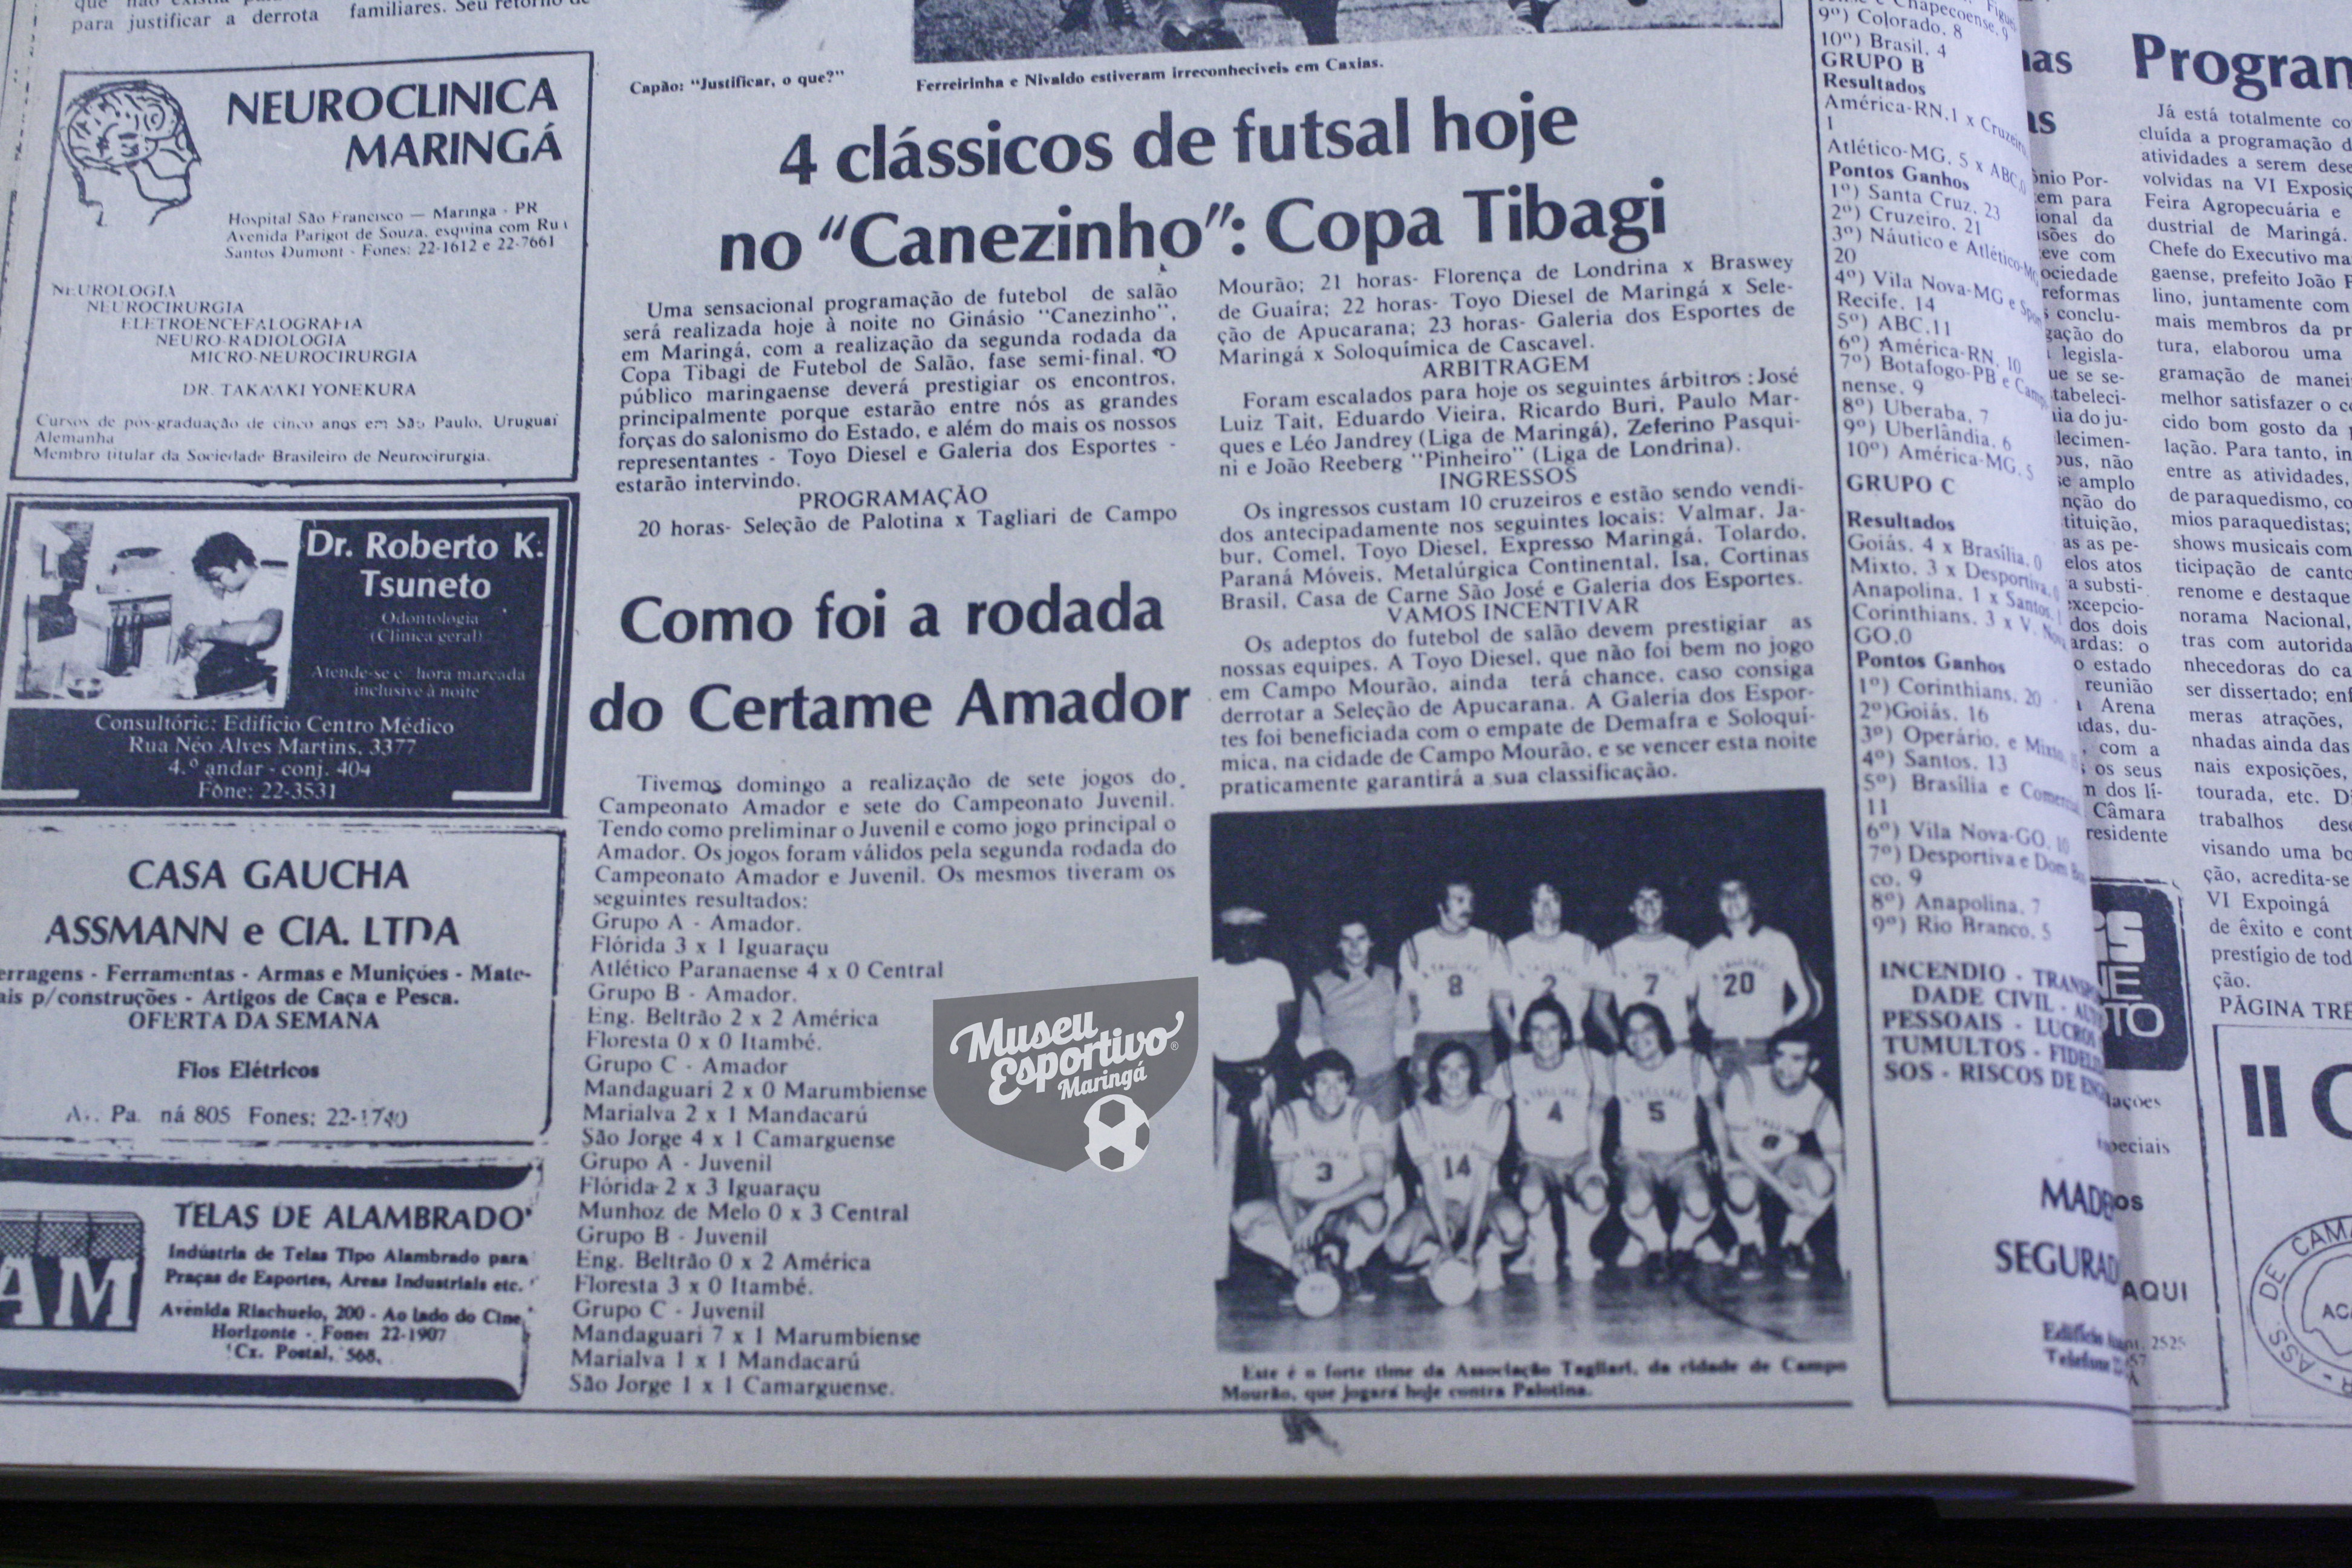 para justificar a derrota
familiares. Seu retorno de
NEUROCLINICA
MARINGÁ
Hospital São Francisco — Maringa - PR
Avenida Parigot de Souza, esquina com Ru
Santos Dumont - Fones: 22-1612 e 22-7661
NEUROLOGIA
NEUROCIRURGIA
ELETROENCEFALOGRAFIA
NEURO-RADIOLOGIA
MICRO-NEUROCIRURGIA
DR. TAKAAKI YONEKURA
Cursos de pós-graduação de cinco anos em São Paulo, Uruguai
Alemanha
Membro titular da Sociedade Brasileiro de Neurocirurgia.
Dr. Roberto K.
Tsuneto
Odontologia
(Clínica geral)
Atende-se c hora marcada
inclusive à noite
Consultório: Edifício Centro Médico
Rua Néo Alves Martins, 3377
4.º andar - conj. 404
Fone: 22-3531
CASA GAUCHA
ASSMANN e CIA. LTDA
erragens - Ferramentas - Armas e Munições - Mate-
ais p/construções - Artigos de Caça e Pesca.
OFERTA DA SEMANA
Fios Elétricos
Av. Pa ná 805 Fones: 22-1740
AM
TELAS DE ALAMBRADO
Indústria de Telas Tipo Alambrado para
Praças de Esportes, Areas Industriais etc.
Avenida Riachuelo, 200 - Ao lado do Cine
Horizonte - Fone: 22-1907
Cx. Postal, 568,
Capão: "Justificar, o que?"
Ferreirinha e Nivaldo estiveram irreconheciveis em Caxias.
4 clássicos de futsal hoje
no "Canezinho": Copa Tibagi
Uma sensacional programação de futebol de salão
será realizada hoje à noite no Ginásio "Canezinho",
em Maringá, com a realização da segunda rodada da
Copa Tibagi de Futebol de Salão, fase semi-final. O
público maringaense deverá prestigiar os encontros,
principalmente porque estarão entre nós as grandes
forças do salonismo do Estado, e além do mais os nossos
representantes - Toyo Diesel e Galeria dos Esportes -
estarão intervindo.
PROGRAMAÇÃO
20 horas- Seleção de Palotina x Tagliari de Campo
Mourão; 21 horas- Florença de Londrina x Braswey
de Guaíra; 22 horas- Toyo Diesel de Maringá x Sele-
ção de Apucarana; 23 horas- Galeria dos Esportes de
Maringá x Soloquímica de Cascavel.
ARBITRAGEM
Foram escalados para hoje os seguintes árbitros :José
Luiz Tait, Eduardo Vieira, Ricardo Buri, Paulo Mar-
ques e Léo Jandrey (Liga de Maringá), Zeferino Pasqui-
ni e João Reeberg "Pinheiro" (Liga de Londrina).
INGRESSOS
Os ingressos custam 10 cruzeiros e estão sendo vendi-
dos antecipadamente nos seguintes locais: Valmar, Ja-
bur, Comel, Toyo Diesel, Expresso Maringá, Tolardo,
Paraná Móveis, Metalúrgica Continental, Isa, Cortinas
Brasil, Casa de Carne São José e Galeria dos Esportes.
VAMOS INCENTIVAR
Os adeptos do futebol de salão devem prestigiar as
nossas equipes. A Toyo Diesel, que não foi bem no jogo
em Campo Mourão, ainda terá chance, caso consiga
derrotar a Seleção de Apucarana. A Galeria dos Espor-
tes foi beneficiada com o empate de Demafra e Soloquí-
mica, na cidade de Campo Mourão, e se vencer esta noite
praticamente garantirá a sua classificação.
Como foi a rodada
do Certame Amador
Tivemos domingo a realização de sete jogos do
Campeonato Amador e sete do Campeonato Juvenil.
Tendo como preliminar o Juvenil e como jogo principal o
Amador. Os jogos foram válidos pela segunda rodada do
Campeonato Amador e Juvenil. Os mesmos tiveram os
seguintes resultados:
Grupo A - Amador.
Flórida 3 x 1 Iguaraçu
Atlético Paranaense 4 x 0 Central
Grupo B - Amador.
Eng. Beltrão 2 x 2 América
Floresta 0 x 0 Itambé.
Grupo C - Amador
Mandaguari 2 x 0 Marumbiense
Marialva 2 x 1 Mandacarú
São Jorge 4 x 1 Camarguense
Grupo A - Juvenil
Flórida 2 x 3 Iguaraçu
Munhoz de Melo 0 x 3 Central
Grupo B - Juvenil
Eng. Beltrão 0 x 2 América
Floresta 3 x 0 Itambé.
Grupo C - Juvenil
Mandaguari 7 x 1 Marumbiense
Marialva 1 x 1 Mandacarú
São Jorge 1 x 1 Camarguense.
Museu
Esportivo
Maringá
8
2
7
20
3
14
4
5
Este é o forte time da Associação Tagliari, da cidade de Campo
Mourão, que jogará hoje contra Palotina.
Chapecoense, 9
9º) Colorado, 8
10º) Brasil, 4
GRUPO B
Resultados
América-RN,1 x Cruzeiro
1
Atlético-MG, 5 x ABC,0
Pontos Ganhos
1º) Santa Cruz, 23
2º) Cruzeiro, 21
3º) Náutico e Atlético-MG
20
4º) Vila Nova-MG e Sport
Recife, 14
5º) ABC,11
6º) América-RN, 10
7º) Botafogo-PB e Camp
nense, 9
8º) Uberaba, 7
9º) Uberlândia, 6
10º) América-MG, 5
GRUPO C
Resultados
Goiás, 4 x Brasília, 0
Mixto, 3 x Desportiva,
Anapolina, 1 x Santos, 1
Corinthians, 3 x V. Nova
GO,0
Pontos Ganhos
1º) Corinthians, 20
2º)Goiás, 16
3º) Operário, e Mixto,
4º) Santos, 13
5º) Brasília e
11
6º) Vila Nova-GO, 10
7º) Desportiva e Dom Bos
co, 9
8º) Anapolina, 7
9º) Rio Branco, 5
INCENDIO - TRANSP
DADE CIVIL - AUT
PESSOAIS - LUCROS
TUMULTOS - FIDELI
SOS - RISCOS DE ENG
MADE
SEGURAD
Edifício
Telefone
AQUI
Program
Já está totalmente co
cluída a programação d
atividades a serem dese
volvidas na VI Exposiç
Feira Agropecuária e
dustrial de Maringá.
Chefe do Executivo ma
gaense, prefeito João P
lino, juntamente com
mais membros da pr
tura, elaborou uma
gramação de manei
melhor satisfazer o co
cido bom gosto da p
lação. Para tanto, in
entre as atividades,
de paraquedismo, co
mios paraquedistas;
shows musicais com
ticipação de canto
renome e destaque
norama Nacional,
tras com autorida
nhecedoras do ca
ser dissertado; enf
meras atrações,
nhadas ainda das
nais exposições,
tourada, etc. D
trabalhos dese
visando uma bo
ção, acredita-se
VI Expoingá
de êxito e cont
prestígio de tod
ção.
PÁGINA TRÊ
II C
ASS. DE CAM